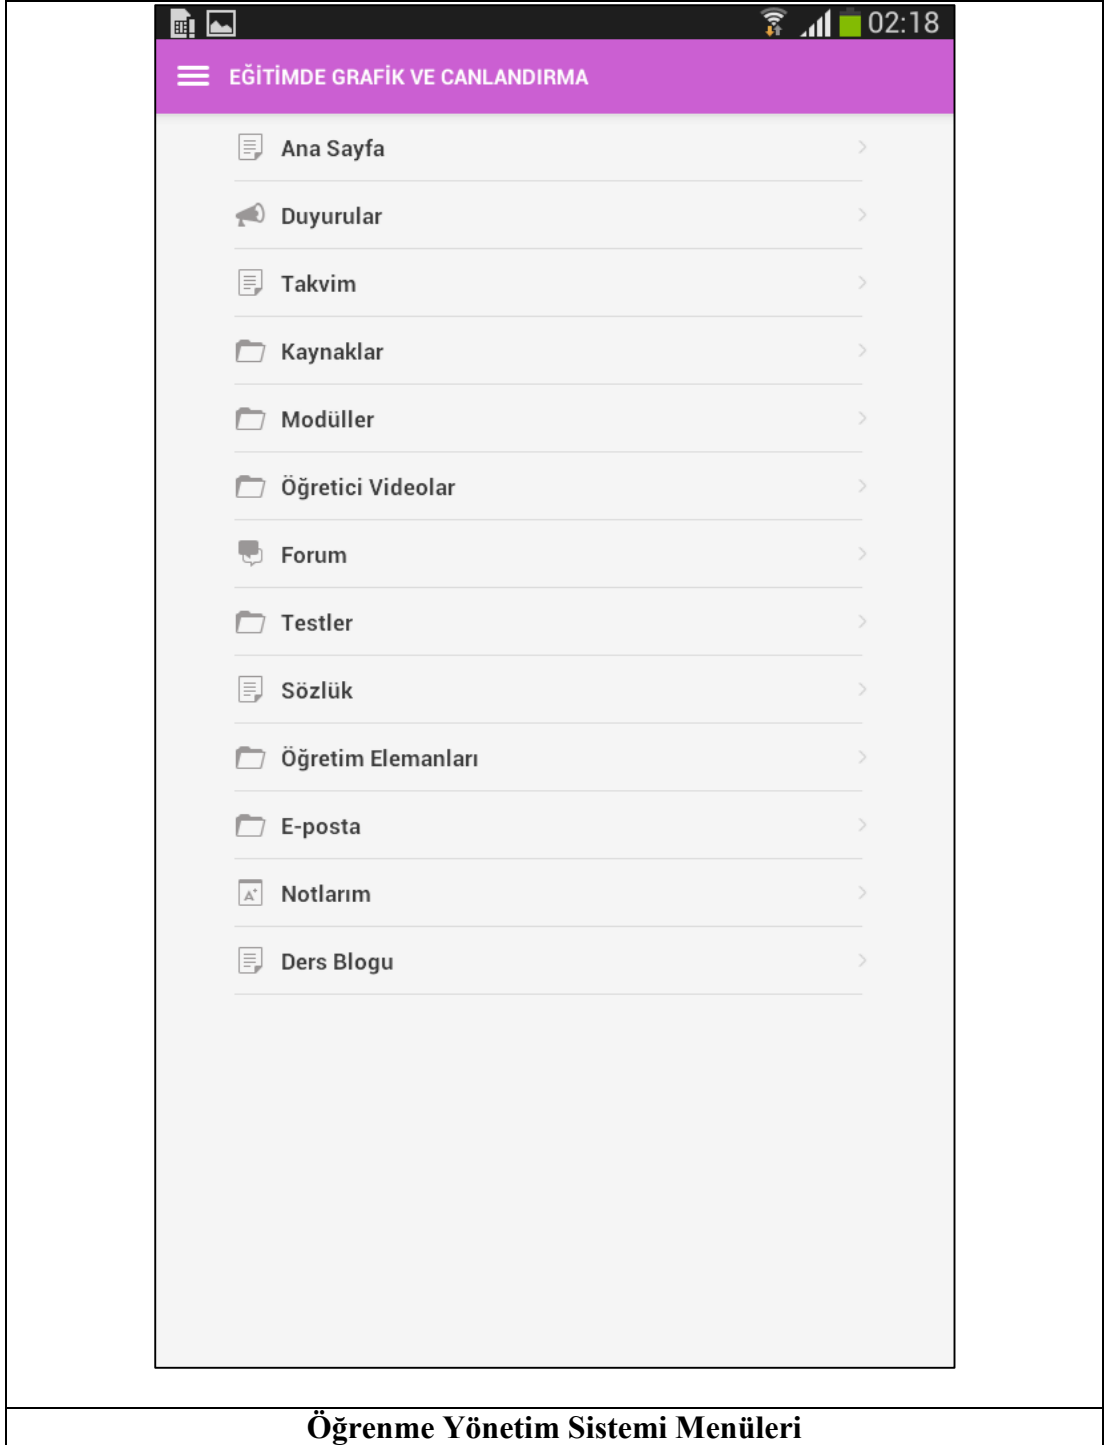 02:18
EĞİTİMDE GRAFİK VE CANLANDIRMA
Ana Sayfa
Duyurular
Takvim
Kaynaklar
Modüller
Öğretici Videolar
Forum
Testler
Sözlük
Öğretim Elemanları
E-posta
Notlarım
Ders Blogu
Öğrenme Yönetim Sistemi Menüleri